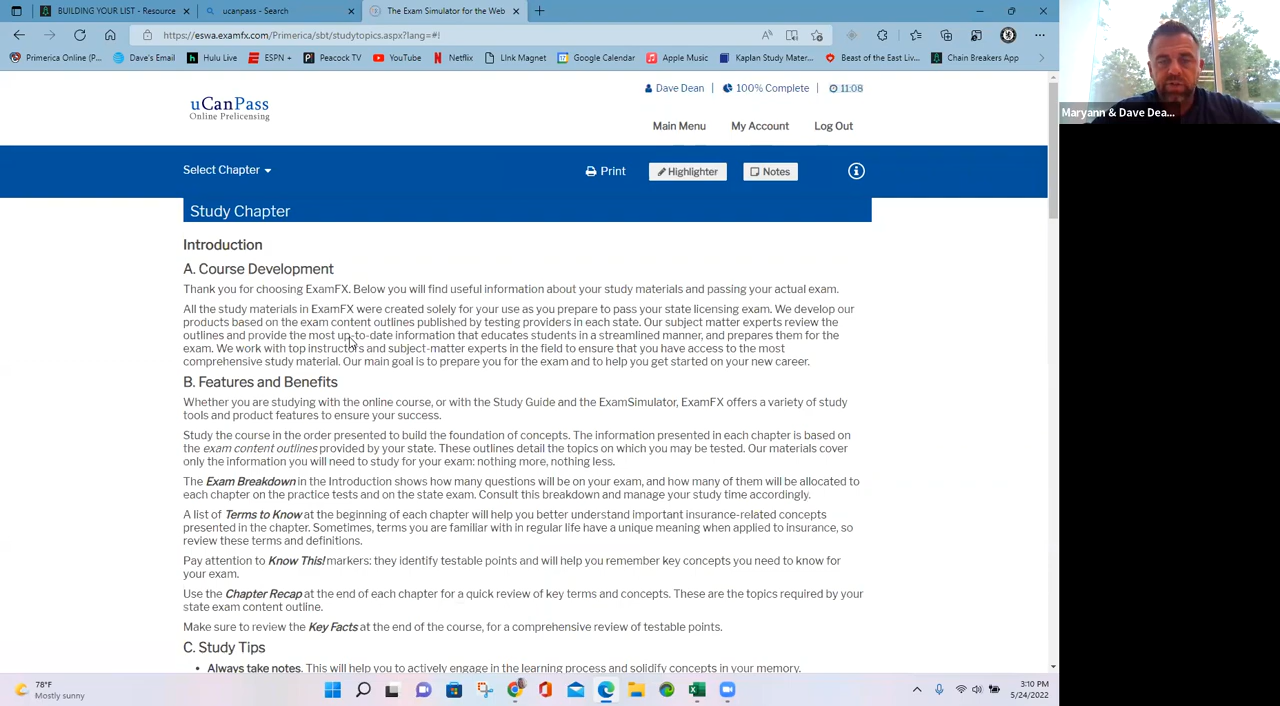 BUILDING YOUR LIST - Resource
ucanpass - Search
The Exam Simulator for the Web
https://eswa.examfx.com/Primerica/sbt/studytopics.aspx?lang=#!
Primerica Online (P...
Dave's Email
Hulu Live
ESPN +
Peacock TV
YouTube
Netflix
LInk Magnet
Google Calendar
Apple Music
Kaplan Study Mater...
Beast of the East Liv...
Chain Breakers App
Maryann & Dave Dea...
uCanPass
Online Prelicensing
Dave Dean | 100% Complete | 11:08
Main Menu My Account Log Out
Select Chapter Print Highlighter Notes
Study Chapter
Introduction
A. Course Development
Thank you for choosing ExamFX. Below you will find useful information about your study materials and passing your actual exam.
All the study materials in ExamFX were created solely for your use as you prepare to pass your state licensing exam. We develop our
products based on the exam content outlines published by testing providers in each state. Our subject matter experts review the
outlines and provide the most up-to-date information that educates students in a streamlined manner, and prepares them for the
exam. We work with top instructors and subject-matter experts in the field to ensure that you have access to the most
comprehensive study material. Our main goal is to prepare you for the exam and to help you get started on your new career.
B. Features and Benefits
Whether you are studying with the online course, or with the Study Guide and the ExamSimulator, ExamFX offers a variety of study
tools and product features to ensure your success.
Study the course in the order presented to build the foundation of concepts. The information presented in each chapter is based on
the exam content outlines provided by your state. These outlines detail the topics on which you may be tested. Our materials cover
only the information you will need to study for your exam: nothing more, nothing less.
The Exam Breakdown in the Introduction shows how many questions will be on your exam, and how many of them will be allocated to
each chapter on the practice tests and on the state exam. Consult this breakdown and manage your study time accordingly.
A list of Terms to Know at the beginning of each chapter will help you better understand important insurance-related concepts
presented in the chapter. Sometimes, terms you are familiar with in regular life have a unique meaning when applied to insurance, so
review these terms and definitions.
Pay attention to Know This! markers: they identify testable points and will help you remember key concepts you need to know for
your exam.
Use the Chapter Recap at the end of each chapter for a quick review of key terms and concepts. These are the topics required by your
state exam content outline.
Make sure to review the Key Facts at the end of the course, for a comprehensive review of testable points.
C. Study Tips
• Always take notes. This will help you to actively engage in the learning process and solidify concepts in your memory.
78°F
Mostly sunny
3:10 PM
5/24/2022